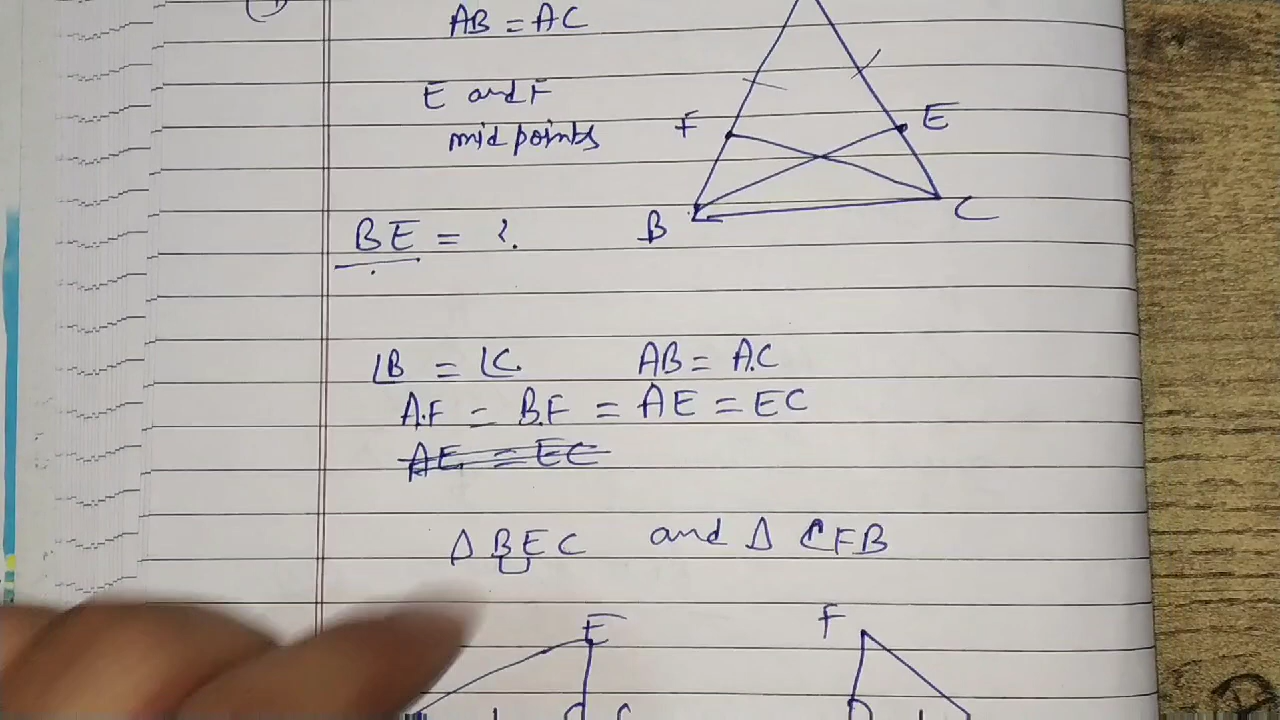 AB = AC
E and F
mid points
F
E
B
C
BE = ?
∠B = ∠C AB = AC
AF = BF = AE = EC
AE = EC
Δ BEC and Δ CFB
E
F